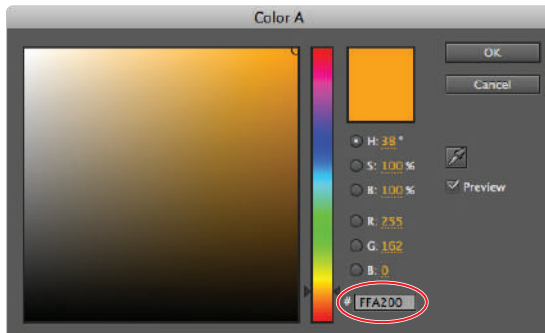 Color A
OK
Cancel
H: 38 °
S: 100 %
B: 100 %
Preview
R: 255
G: 162
B: 0
# FFA200